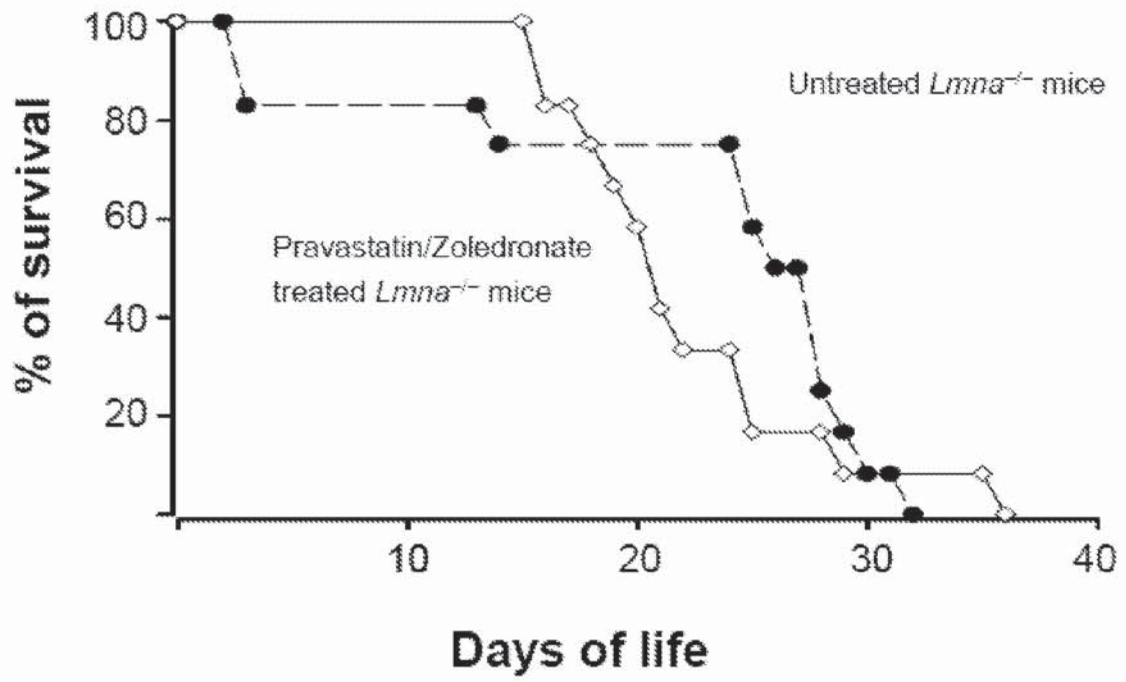 100
80
60
40
20
% of survival
Untreated Lmna⁻/⁻ mice
Pravastatin/Zoledronate
treated Lmna⁻/⁻ mice
10 20 30 40
Days of life